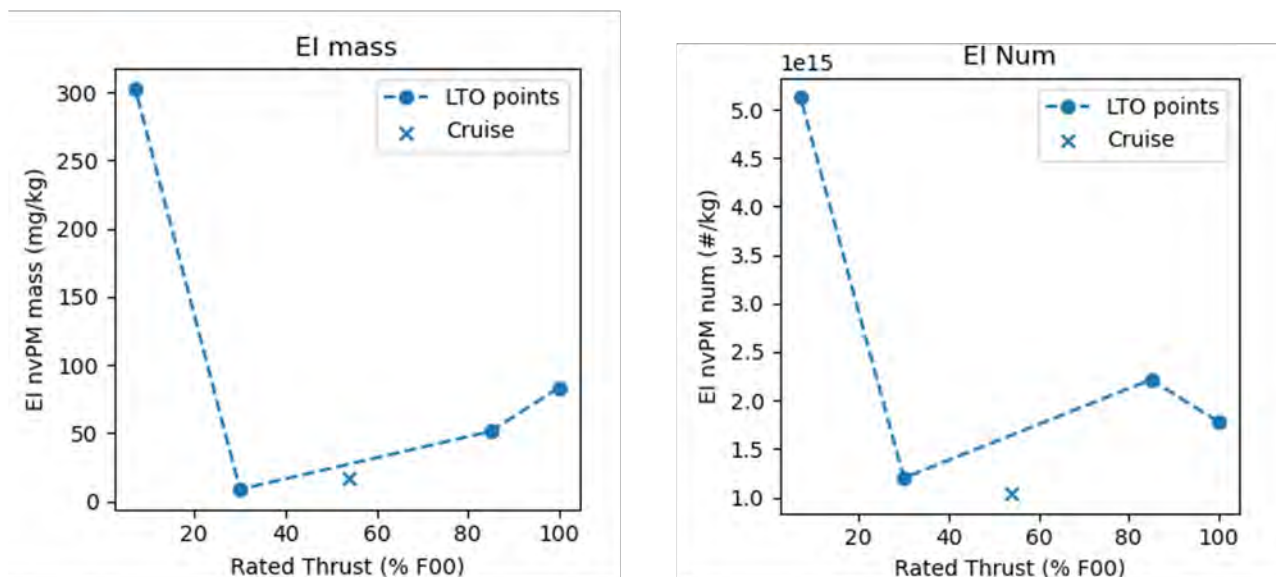 EI mass
EI nvPM mass (mg/kg)
300
250
200
150
100
50
0
LTO points
Cruise
20 40 60 80 100
Rated Thrust (% F00)
1e15
EI Num
EI nvPM num (#/kg)
5.0
4.5
4.0
3.5
3.0
2.5
2.0
1.5
1.0
LTO points
Cruise
20 40 60 80 100
Rated Thrust (% F00)